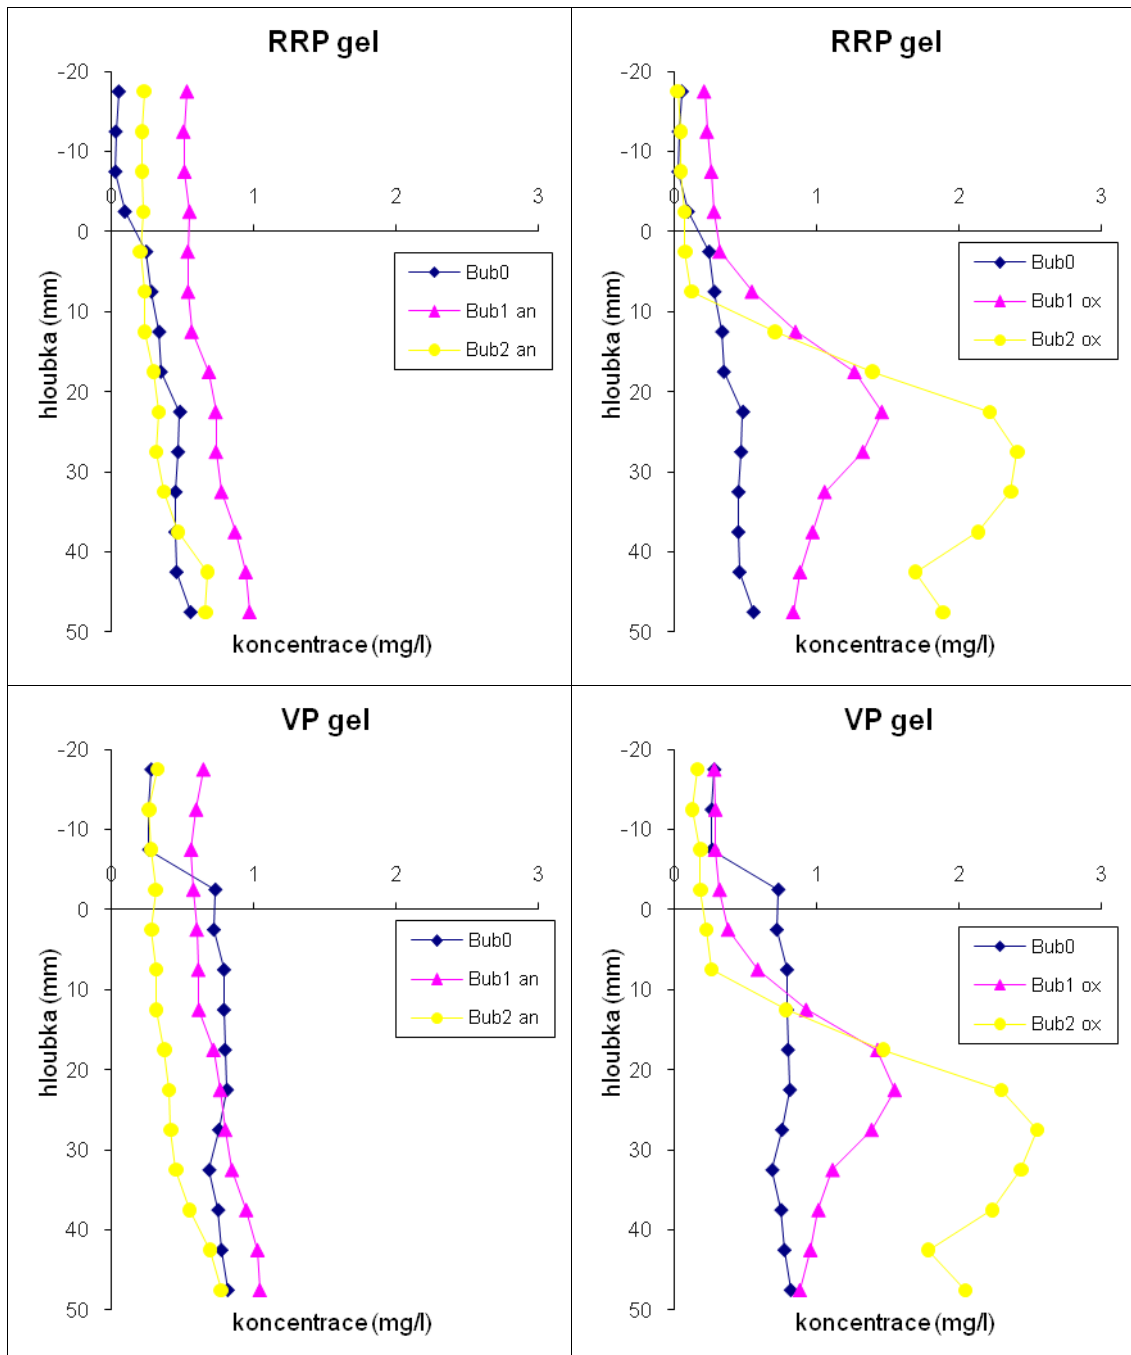 RRP gel
-20
-10
0 1 2 3
0
10
20
30
40
50
hloubka (mm)
Bub0
Bub1 an
Bub2 an
koncentrace (mg/l)
RRP gel
-20
-10
0 1 2 3
0
10
20
30
40
50
hloubka (mm)
Bub0
Bub1 ox
Bub2 ox
koncentrace (mg/l)
VP gel
-20
-10
0 1 2 3
0
10
20
30
40
50
hloubka (mm)
Bub0
Bub1 an
Bub2 an
koncentrace (mg/l)
VP gel
-20
-10
0 1 2 3
0
10
20
30
40
50
hloubka (mm)
Bub0
Bub1 ox
Bub2 ox
koncentrace (mg/l)